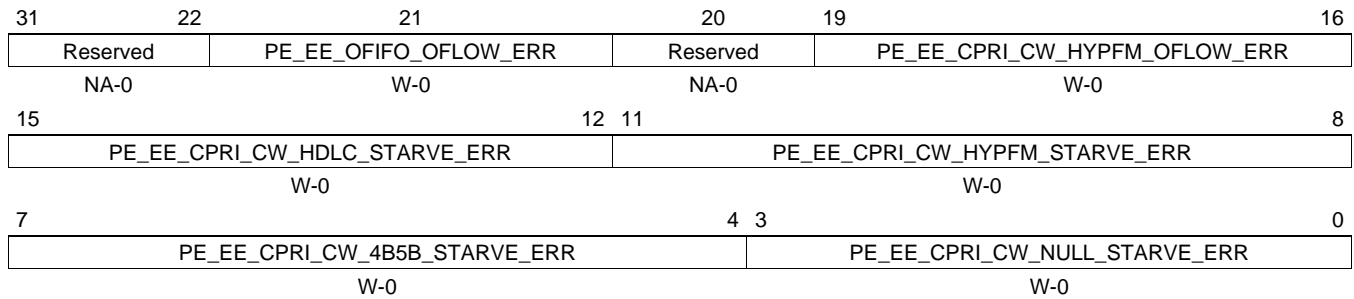 31 22 21 20 19 16
Reserved PE_EE_OFIFO_OFLOW_ERR Reserved PE_EE_CPRI_CW_HYPFM_OFLOW_ERR
NA-0 W-0 NA-0 W-0
15 12 11 8
PE_EE_CPRI_CW_HDLC_STARVE_ERR PE_EE_CPRI_CW_HYPFM_STARVE_ERR
W-0 W-0
7 4 3 0
PE_EE_CPRI_CW_4B5B_STARVE_ERR PE_EE_CPRI_CW_NULL_STARVE_ERR
W-0 W-0